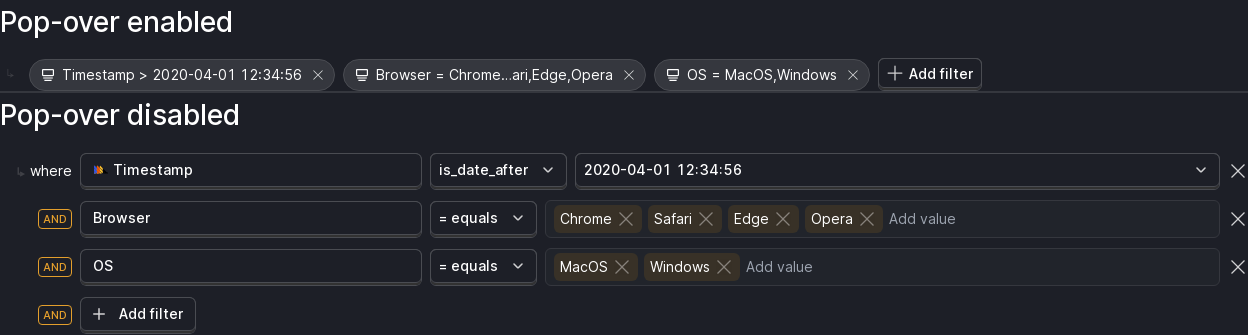 Pop-over enabled
Timestamp > 2020-04-01 12:34:56 Browser = Chrome...ari,Edge,Opera OS = MacOS,Windows Add filter
Pop-over disabled
where Timestamp is_date_after 2020-04-01 12:34:56
AND Browser = equals Chrome Safari Edge Opera Add value
AND OS = equals MacOS Windows Add value
AND Add filter